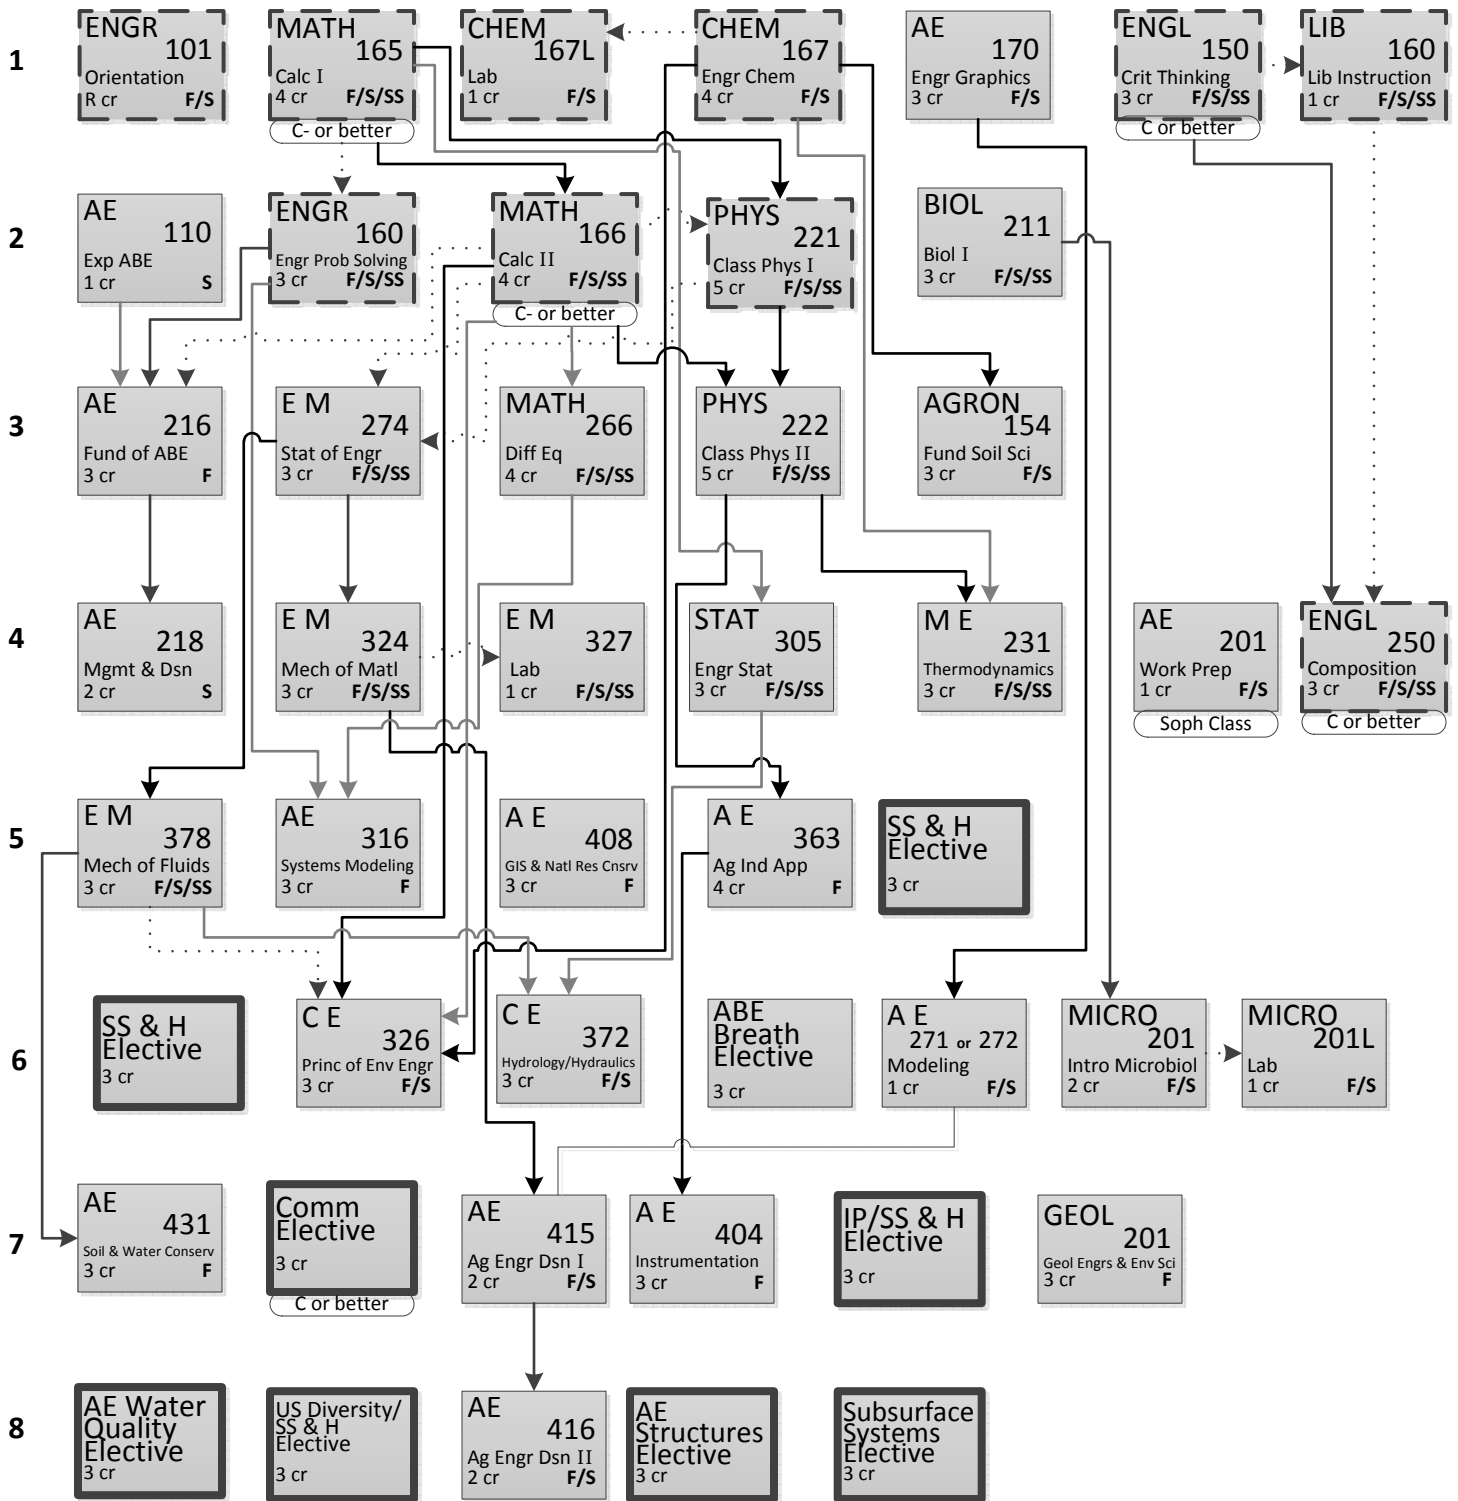 1
ENGR
101
Orientation
R cr F/S
MATH
165
Calc I
4 cr F/S/SS
C- or better
CHEM
167L
Lab
1 cr F/S
CHEM
167
Engr Chem
4 cr F/S
AE
170
Engr Graphics
3 cr F/S
ENGL
150
Crit Thinking
3 cr F/S/SS
C or better
LIB
160
Lib Instruction
1 cr F/S/SS
2
AE
110
Exp ABE
1 cr S
ENGR
160
Engr Prob Solving
3 cr F/S/SS
MATH
166
Calc II
4 cr F/S/SS
C- or better
PHYS
221
Class Phys I
5 cr F/S/SS
BIOL
211
Biol I
3 cr F/S/SS
3
AE
216
Fund of ABE
3 cr F
E M
274
Stat of Engr
3 cr F/S/SS
MATH
266
Diff Eq
4 cr F/S/SS
PHYS
222
Class Phys II
5 cr F/S/SS
AGRON
154
Fund Soil Sci
3 cr F/S
4
AE
218
Mgmt & Dsn
2 cr S
E M
324
Mech of Matl
3 cr F/S/SS
E M
327
Lab
1 cr F/S/SS
STAT
305
Engr Stat
3 cr F/S/SS
M E
231
Thermodynamics
3 cr F/S/SS
AE
201
Work Prep
1 cr F/S
Soph Class
ENGL
250
Composition
3 cr F/S/SS
C or better
5
E M
378
Mech of Fluids
3 cr F/S/SS
AE
316
Systems Modeling
3 cr F
A E
408
GIS & Natl Res Cnsrv
3 cr F
A E
363
Ag Ind App
4 cr F
SS & H
Elective
3 cr
6
SS & H
Elective
3 cr
C E
326
Princ of Env Engr
3 cr F/S
C E
372
Hydrology/Hydraulics
3 cr F/S
ABE
Breath
Elective
3 cr
A E
271 or 272
Modeling
1 cr F/S
MICRO
201
Intro Microbiol
2 cr F/S
MICRO
201L
Lab
1 cr F/S
7
AE
431
Soil & Water Conserv
3 cr F
Comm
Elective
3 cr
C or better
AE
415
Ag Engr Dsn I
2 cr F/S
A E
404
Instrumentation
3 cr F
IP/SS & H
Elective
3 cr
GEOL
201
Geol Engrs & Env Sci
3 cr F
8
AE Water
Quality
Elective
3 cr
US Diversity/
SS & H
Elective
3 cr
AE
416
Ag Engr Dsn II
2 cr F/S
AE
Structures
Elective
3 cr
Subsurface
Systems
Elective
3 cr